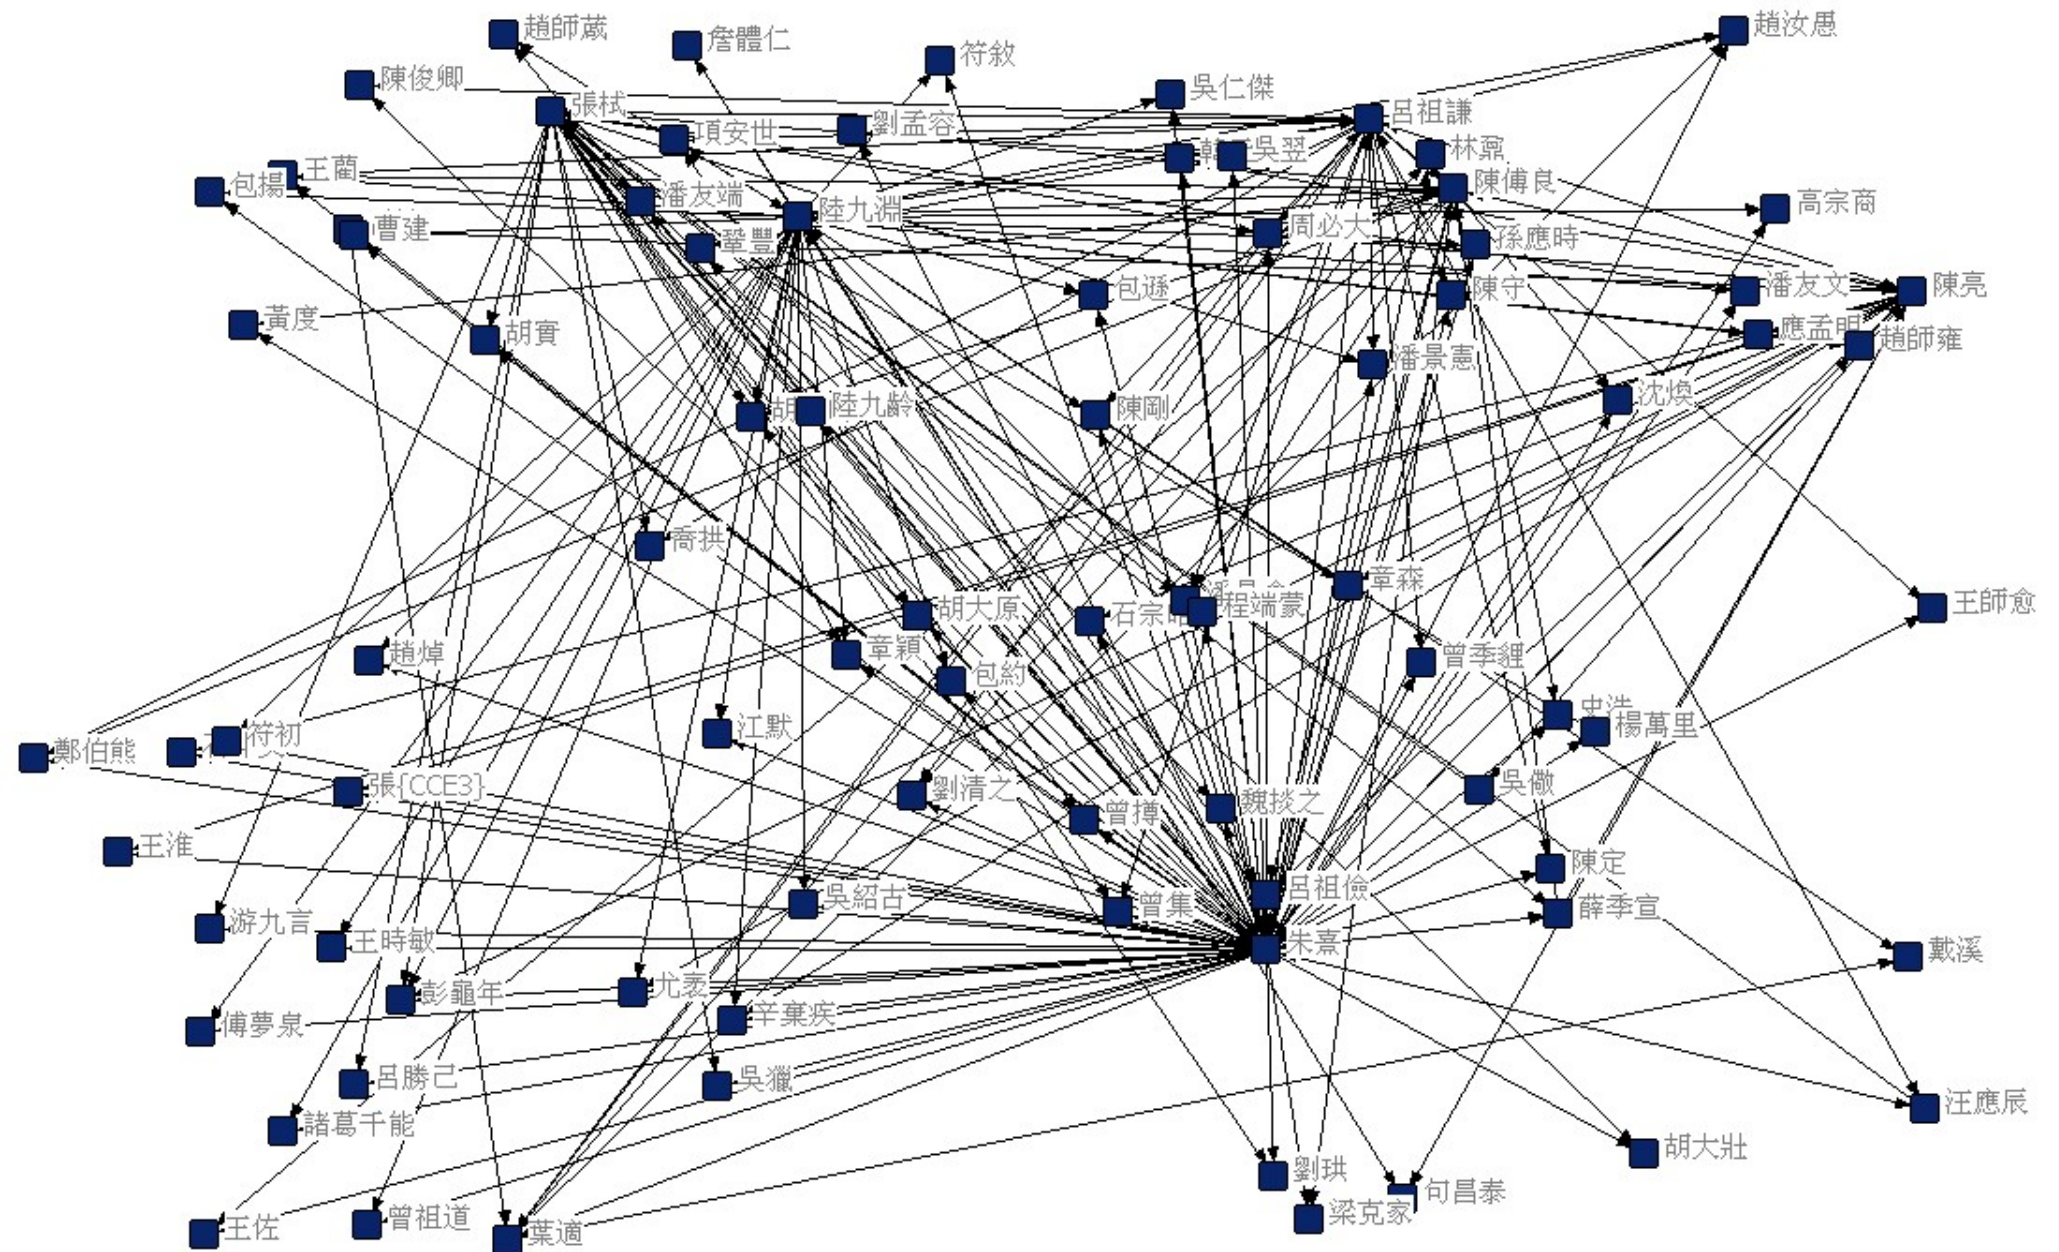 趙師蒧
詹體仁
符敘
趙汝愚
陳俊卿
吳仁傑
張栻
呂祖謙
項安世
劉孟容
吳翌
林鼐
王藺
包揚
潘友端
陸九淵
陳傅良
高宗商
曹建
鞏豐
周必大
孫應時
包遜
陳守
潘友文
陳亮
黃度
胡實
應孟明
趙師雍
潘景憲
沈煥
陸九齡
陳剛
喬拱
章森
胡大原
石宗昭
程端蒙
王師愈
趙焯
章穎
包約
曾季貍
江默
史浩
楊萬里
符初
鄭伯熊
張{CCE3}
劉清之
曾撙
魏掞之
吳儆
王淮
陳定
吳紹古
呂祖儉
曾集
薛季宣
游九言
王時敏
朱熹
戴溪
彭龜年
尤袤
傅夢泉
辛棄疾
呂勝己
吳獵
汪應辰
諸葛千能
胡大壯
劉珙
句昌泰
王佐
曾祖道
葉適
梁克家